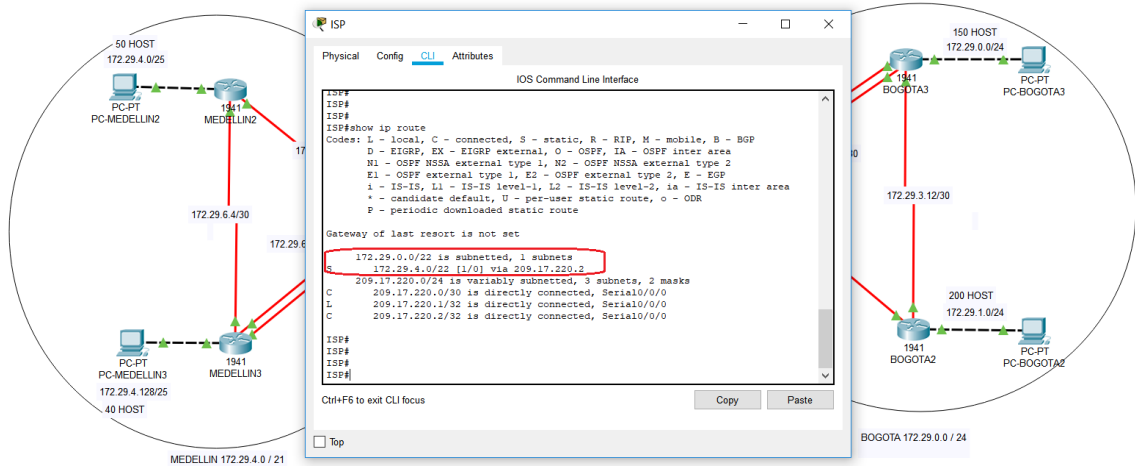 50 HOST
172.29.4.0/25
PC-PT
PC-MEDELLIN2
1941
MEDELLIN2
17
172.29.6.4/30
172.29.6
PC-PT
PC-MEDELLIN3
172.29.4.128/25
40 HOST
1941
MEDELLIN3
MEDELLIN 172.29.4.0 / 21
ISP
Physical Config CLI Attributes
IOS Command Line Interface
ISP#
ISP#
ISP#
ISP#show ip route
Codes: L - local, C - connected, S - static, R - RIP, M - mobile, B - BGP
D - EIGRP, EX - EIGRP external, O - OSPF, IA - OSPF inter area
N1 - OSPF NSSA external type 1, N2 - OSPF NSSA external type 2
E1 - OSPF external type 1, E2 - OSPF external type 2, E - EGP
i - IS-IS, L1 - IS-IS level-1, L2 - IS-IS level-2, ia - IS-IS inter area
* - candidate default, U - per-user static route, o - ODR
P - periodic downloaded static route
Gateway of last resort is not set
172.29.0.0/22 is subnetted, 1 subnets
S 172.29.4.0/22 [1/0] via 209.17.220.2
209.17.220.0/24 is variably subnetted, 3 subnets, 2 masks
C 209.17.220.0/30 is directly connected, Serial0/0/0
L 209.17.220.1/32 is directly connected, Serial0/0/0
C 209.17.220.2/32 is directly connected, Serial0/0/0
ISP#
ISP#
ISP#
ISP#
Ctrl+F6 to exit CLI focus
Copy Paste
Top
150 HOST
172.29.0.0/24
1941
BOGOTA3
PC-PT
PC-BOGOTA3
30
172.29.3.12/30
200 HOST
172.29.1.0/24
1941
BOGOTA2
PC-PT
PC-BOGOTA2
BOGOTA 172.29.0.0 / 24